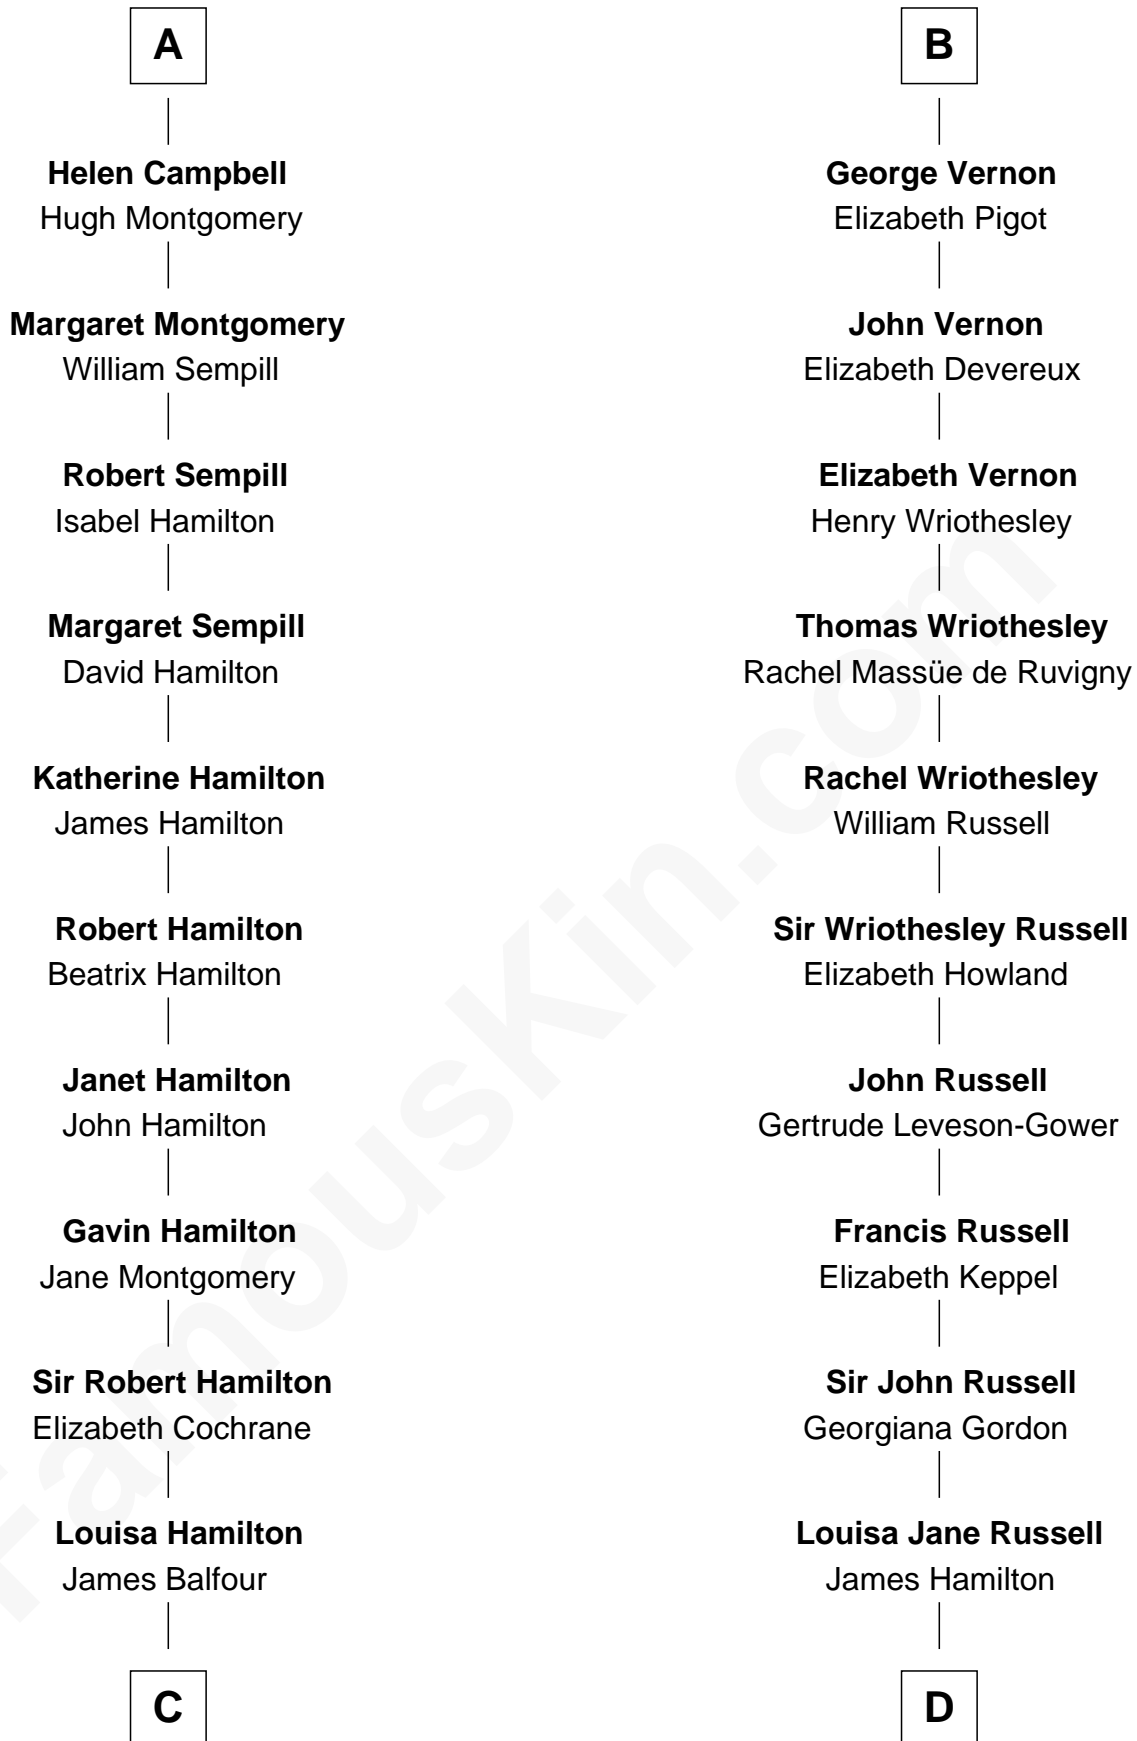 A
Helen Campbell
Hugh Montgomery
Margaret Montgomery
William Sempill
Robert Sempill
Isabel Hamilton
Margaret Sempill
David Hamilton
Katherine Hamilton
James Hamilton
Robert Hamilton
Beatrix Hamilton
Janet Hamilton
John Hamilton
Gavin Hamilton
Jane Montgomery
Sir Robert Hamilton
Elizabeth Cochrane
Louisa Hamilton
James Balfour
C
B
George Vernon
Elizabeth Pigot
John Vernon
Elizabeth Devereux
Elizabeth Vernon
Henry Wriothesley
Thomas Wriothesley
Rachel Massüe de Ruvigny
Rachel Wriothesley
William Russell
Sir Wriothesley Russell
Elizabeth Howland
John Russell
Gertrude Leveson-Gower
Francis Russell
Elizabeth Keppel
Sir John Russell
Georgiana Gordon
Louisa Jane Russell
James Hamilton
D
FamousKin.com